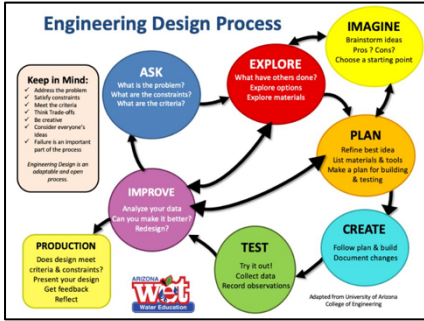 Engineering Design Process
Keep in Mind:
✓ Address the problem
✓ Satisfy constraints
✓ Meet the criteria
✓ Think Trade-offs
✓ Be creative
✓ Consider everyone's
ideas
✓ Failure is an important
part of the process
Engineering Design is an
adaptable and open
process.
ASK
What is the problem?
What are the constraints?
What are the criteria?
EXPLORE
What have others done?
Explore options
Explore materials
IMAGINE
Brainstorm ideas
Pros ? Cons?
Choose a starting point
PLAN
Refine best idea
List materials & tools
Make a plan for building
& testing
CREATE
Follow plan & build
Document changes
TEST
Try it out!
Collect data
Record observations
IMPROVE
Analyze your data
Can you make it better?
Redesign?
PRODUCTION
Does design meet
criteria & constraints?
Present your design
Get feedback
Reflect
ARIZONA
wet
Water Education
Adapted from University of Arizona
College of Engineering